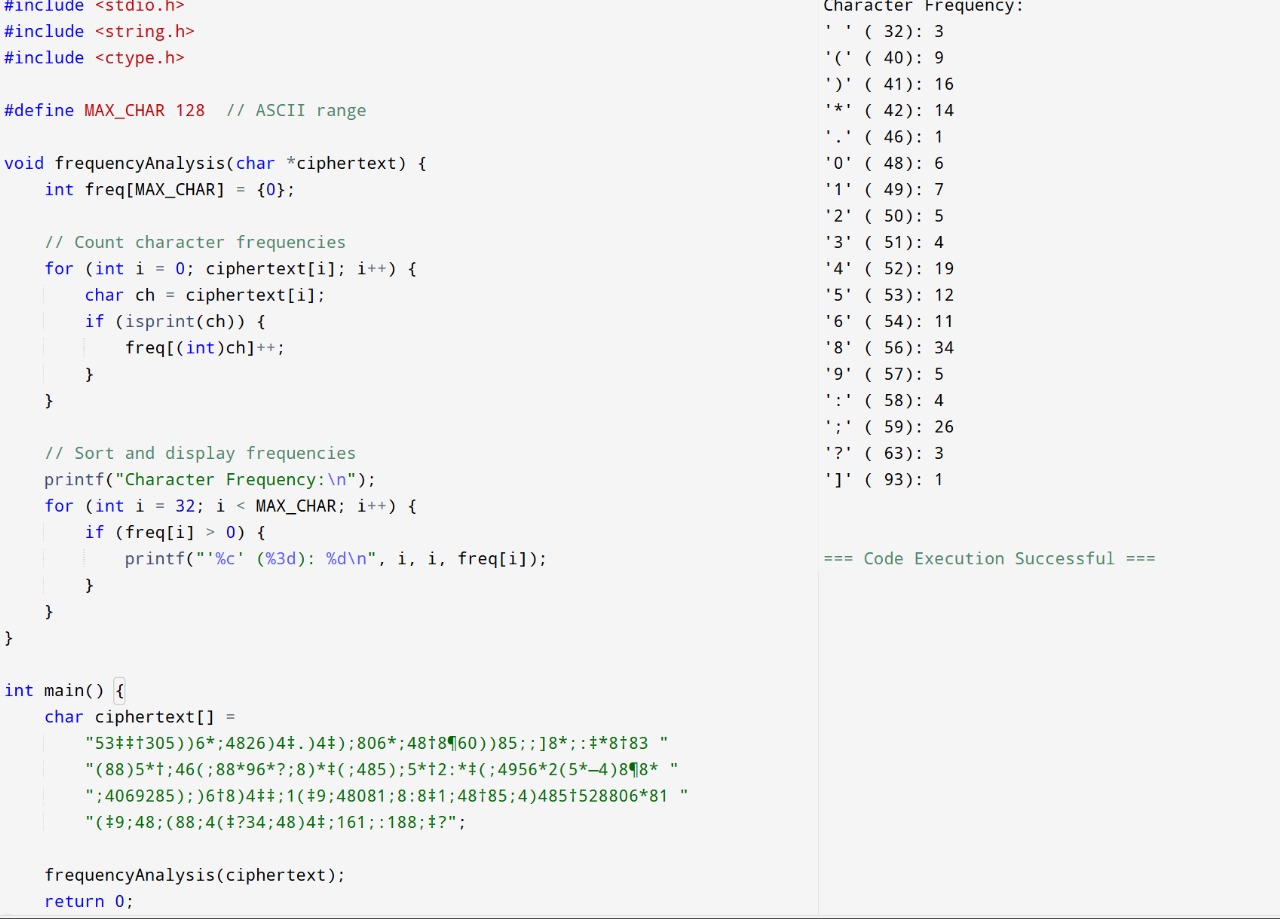 #include <stdio.h>
#include <string.h>
#include <ctype.h>

#define MAX_CHAR 128  // ASCII range

void frequencyAnalysis(char *ciphertext) {
    int freq[MAX_CHAR] = {0};

    // Count character frequencies
    for (int i = 0; ciphertext[i]; i++) {
        char ch = ciphertext[i];
        if (isprint(ch)) {
            freq[(int)ch]++;
        }
    }

    // Sort and display frequencies
    printf("Character Frequency:\n");
    for (int i = 32; i < MAX_CHAR; i++) {
        if (freq[i] > 0) {
            printf("'%c' (%3d): %d\n", i, i, freq[i]);
        }
    }
}

int main() {
    char ciphertext[] =
        "53‡‡†305))6*;4826)4‡.)4‡);806*;48†8¶60))85;;]8*;:‡*8†83 "
        "(88)5*†;46(;88*96*?;8)*‡(;485);5*†2:*‡(;4956*2(5*—4)8¶8* "
        ";4069285);)6†8)4‡‡;1(‡9;48081;8:8‡1;48†85;4)485†528806*81 "
        "(‡9;48;(88;4(‡?34;48)4‡;161;:188;‡?";

    frequencyAnalysis(ciphertext);
    return 0;
Character Frequency:
' ' ( 32): 3
'(' ( 40): 9
')' ( 41): 16
'*' ( 42): 14
'.' ( 46): 1
'0' ( 48): 6
'1' ( 49): 7
'2' ( 50): 5
'3' ( 51): 4
'4' ( 52): 19
'5' ( 53): 12
'6' ( 54): 11
'8' ( 56): 34
'9' ( 57): 5
':' ( 58): 4
';' ( 59): 26
'?' ( 63): 3
']' ( 93): 1

=== Code Execution Successful ===